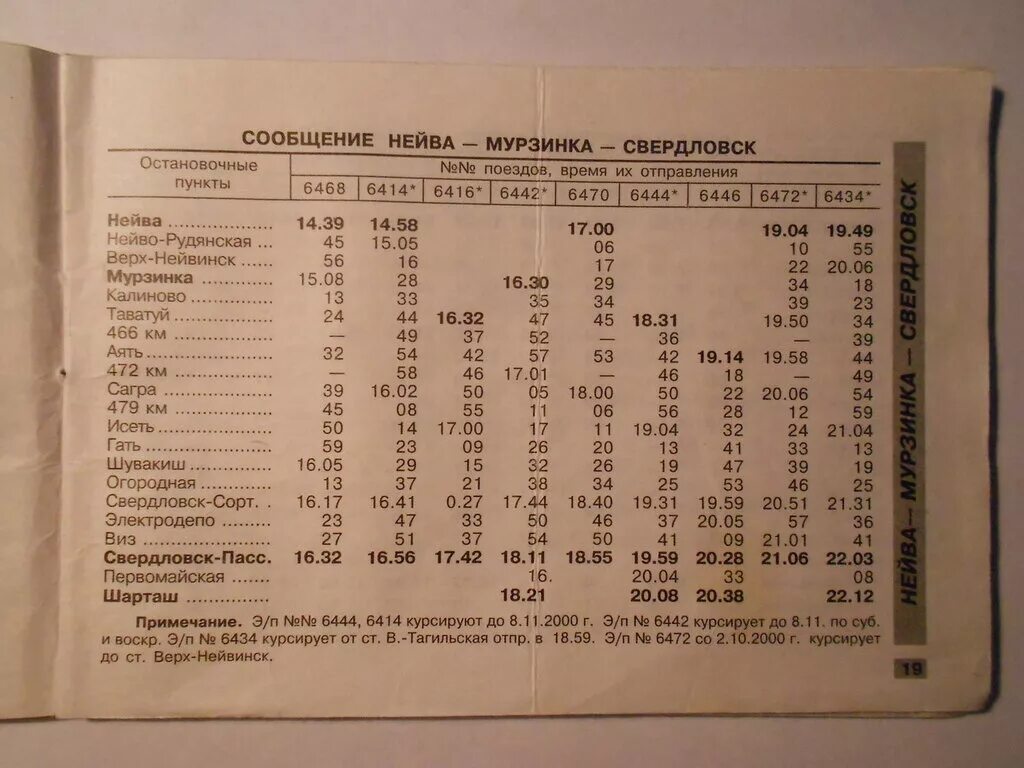 СООБЩЕНИЕ НЕЙВА — МУРЗИНКА — СВЕРДЛОВСК
Остановочные пункты №№ поездов, время их отправления
6468 6414* 6416* 6442* 6470 6444* 6446 6472* 6434*
Нейва ............ 14.39 14.58 17.00 19.04 19.49
Нейво-Рудянская ... 45 15.05 06 10 55
Верх-Нейвинск ...... 56 16 17 22 20.06
Мурзинка ............ 15.08 28 16.30 29 34 18
Калиново ............ 13 33 35 34 39 23
Таватуй ............ 24 44 16.32 47 45 18.31 19.50 34
466 км ............ — 49 37 52 — 36 — 39
Аять ............ 32 54 42 57 53 42 19.14 19.58 44
472 км ............ — 58 46 17.01 — 46 18 — 49
Сагра ............ 39 16.02 50 05 18.00 50 22 20.06 54
479 км ............ 45 08 55 11 06 56 28 12 59
Исеть ............ 50 14 17.00 17 11 19.04 32 24 21.04
Гать ............ 59 23 09 26 20 13 41 33 13
Шувакиш ............ 16.05 29 15 32 26 19 47 39 19
Огородная ............ 13 37 21 38 34 25 53 46 25
Свердловск-Сорт. . 16.17 16.41 0.27 17.44 18.40 19.31 19.59 20.51 21.31
Электродепо ......... 23 47 33 50 46 37 20.05 57 36
Виз ............ 27 51 37 54 50 41 09 21.01 41
Свердловск-Пасс. 16.32 16.56 17.42 18.11 18.55 19.59 20.28 21.06 22.03
Первомайская ....... 16. 20.04 33 08
Шарташ ............ 18.21 20.08 20.38 22.12
Примечание. Э/п №№ 6444, 6414 курсируют до 8.11.2000 г. Э/п № 6442 курсирует до 8.11. по суб.
и воскр. Э/п № 6434 курсирует от ст. В.-Тагильская отпр. в 18.59. Э/п № 6472 со 2.10.2000 г. курсирует
до ст. Верх-Нейвинск.
НЕЙВА — МУРЗИНКА — СВЕРДЛОВСК
19